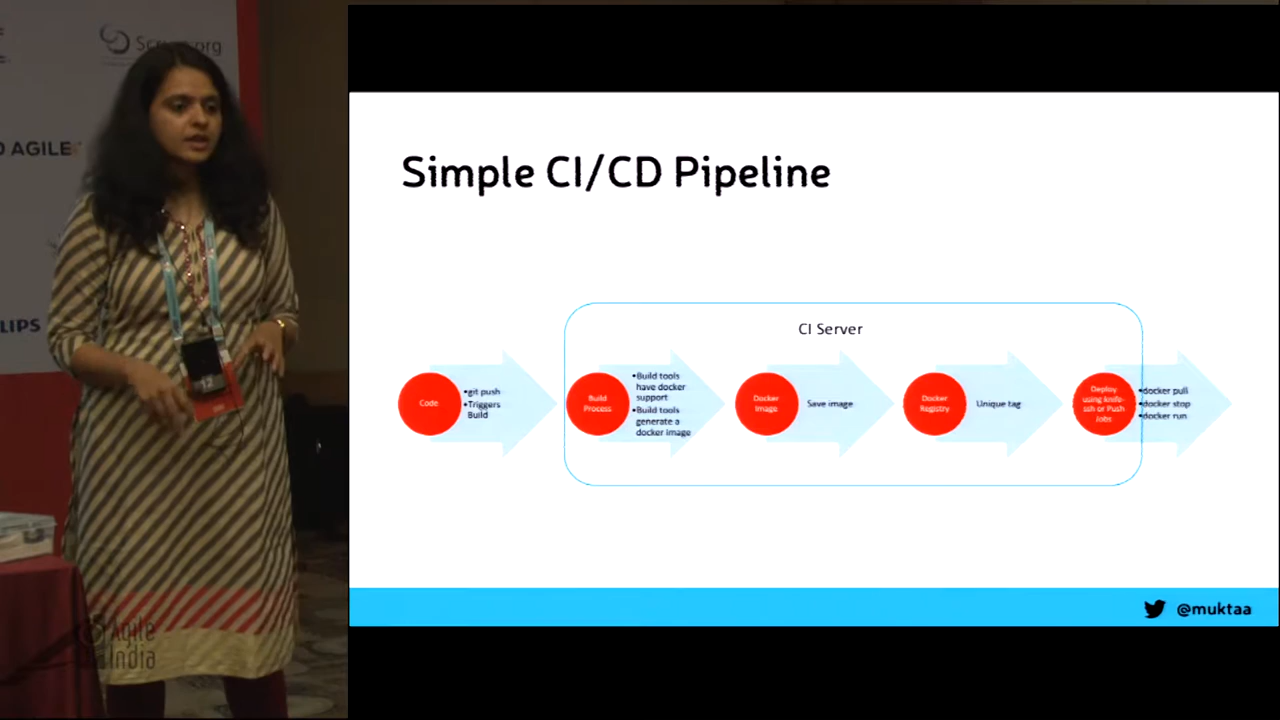 Scrum.org
D AGILE
LIPS
12
Agile
India
Simple CI/CD Pipeline
CI Server
Code
•git push
•Triggers
Build
Build
Process
•Build tools
have docker
support
•Build tools
generate a
docker image
Docker
Image
Save image
Docker
Registry
Unique tag
Deploy
using knife-
ssh or Push
Jobs
•docker pull
•docker stop
•docker run
@muktaa